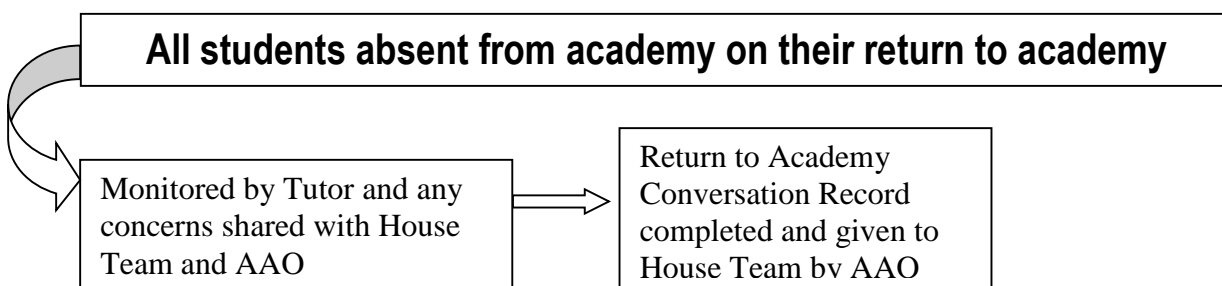 All students absent from academy on their return to academy
Monitored by Tutor and any
concerns shared with House
Team and AAO
Return to Academy
Conversation Record
completed and given to
House Team by AAO